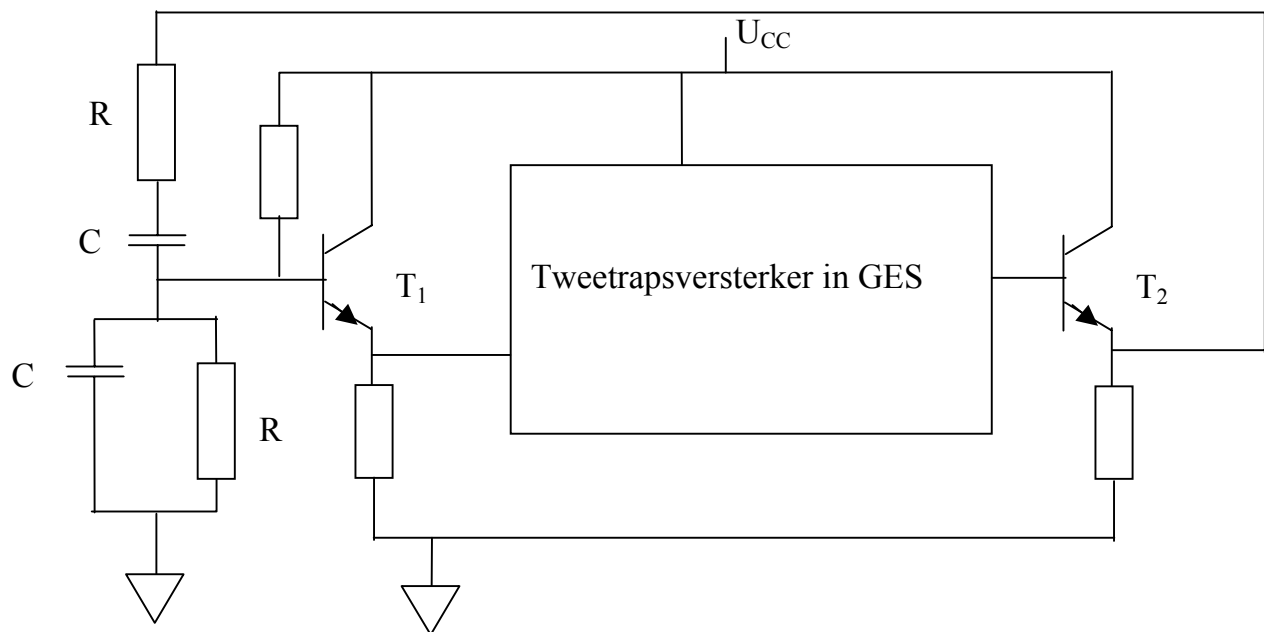 U_CC
R
C
T₁
Tweetrapsversterker in GES
T₂
C
R